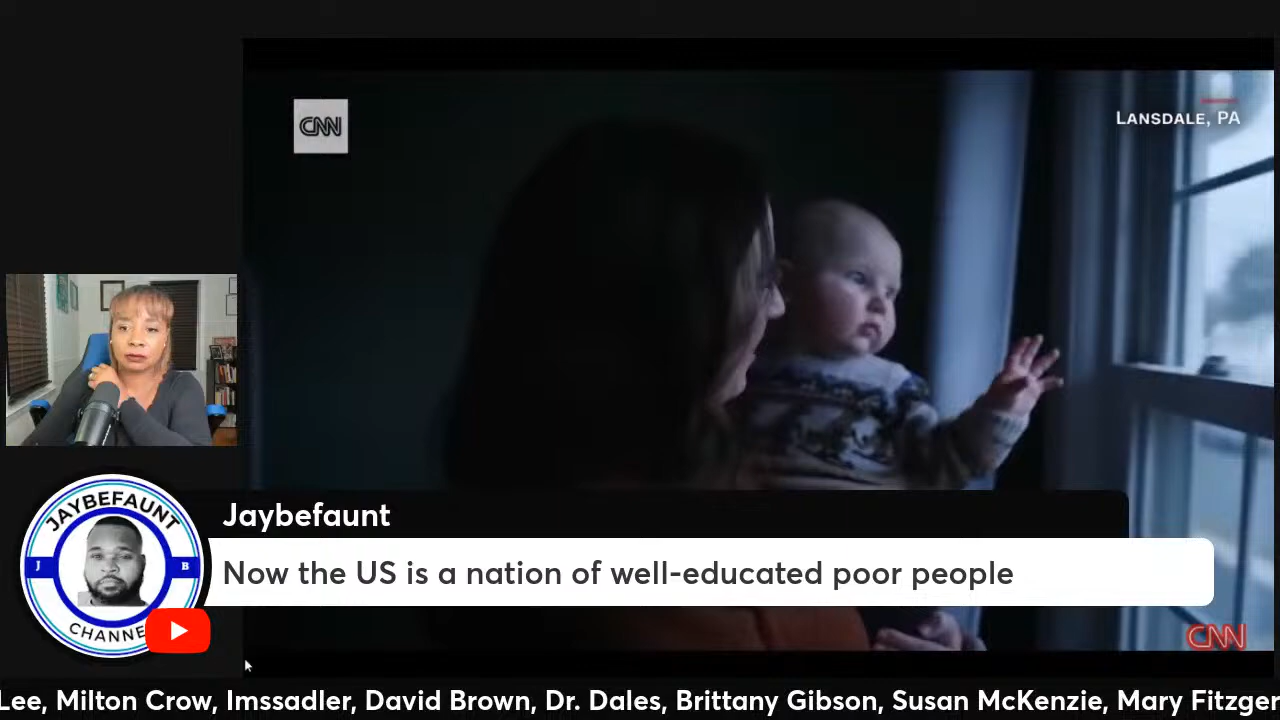 CNN
LANSDALE, PA
JAYBEFAUNT
J B
CHANNE
Jaybefaunt
Now the US is a nation of well-educated poor people
CNN
Lee, Milton Crow, Imssadler, David Brown, Dr. Dales, Brittany Gibson, Susan McKenzie, Mary Fitzger